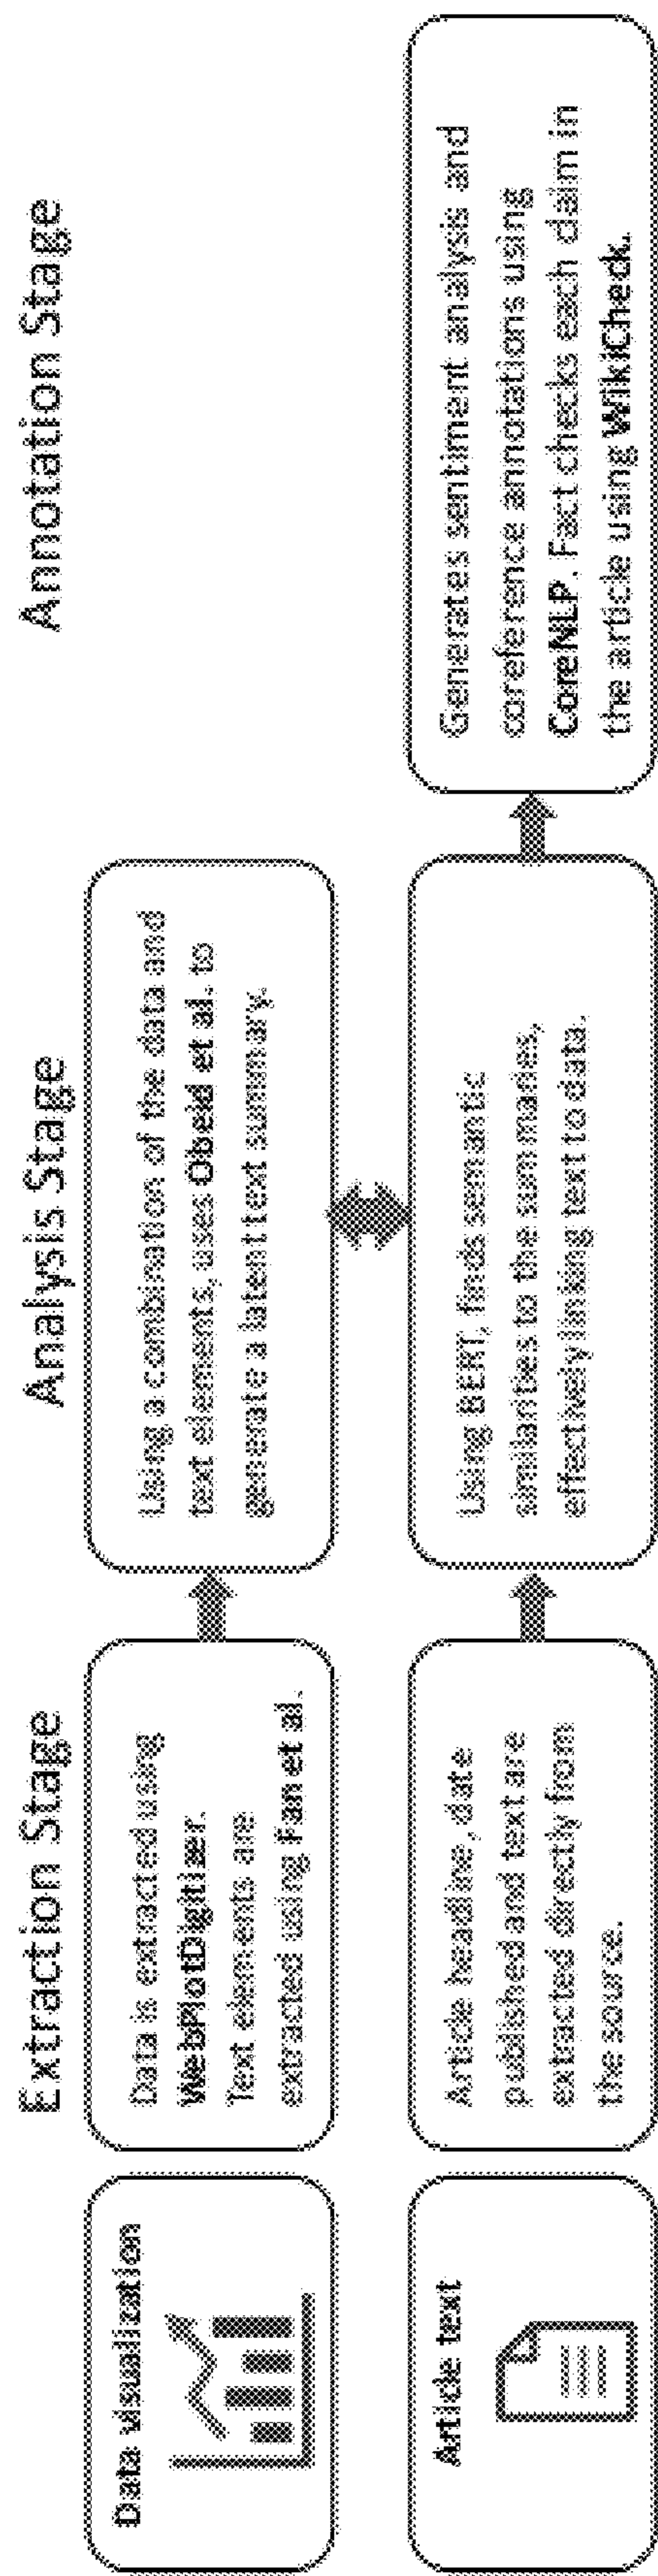 Extraction Stage
Analysis Stage
Annotation Stage
Data visualization
Data is extracted using
WebPlotDigitizer.
Text elements are
extracted using Fan et al.
Using a combination of the data and
text elements, uses Obeid et al. to
generate a latent text summary.
Article text
Article headline, date
published and text are
extracted directly from
the source.
Using BERT, finds semantic
similarities to the summaries,
effectively linking text to data.
Generates sentiment analysis and
coreference annotations using
CoreNLP. Fact checks each claim in
the article using WikiCheck.